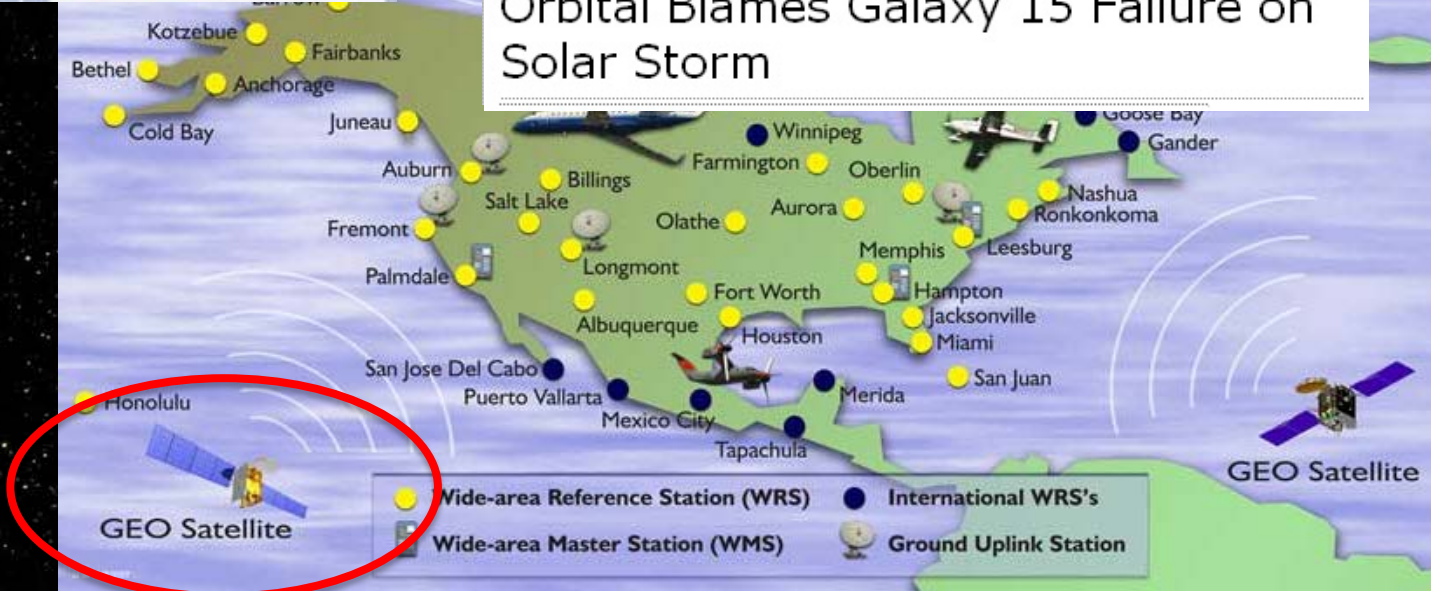 Orbital Blames Galaxy 15 Failure on
Solar Storm
Barrow
Kotzebue
Fairbanks
Bethel
Anchorage
Cold Bay
Juneau
Goose Bay
Winnipeg
Gander
Farmington
Oberlin
Auburn
Billings
Nashua
Salt Lake
Aurora
Ronkonkoma
Olathe
Fremont
Leesburg
Memphis
Longmont
Palmdale
Fort Worth
Hampton
Albuquerque
Jacksonville
Houston
Miami
San Jose Del Cabo
San Juan
Puerto Vallarta
Merida
Honolulu
Mexico City
Tapachula
GEO Satellite
Wide-area Reference Station (WRS)
International WRS's
GEO Satellite
Wide-area Master Station (WMS)
Ground Uplink Station